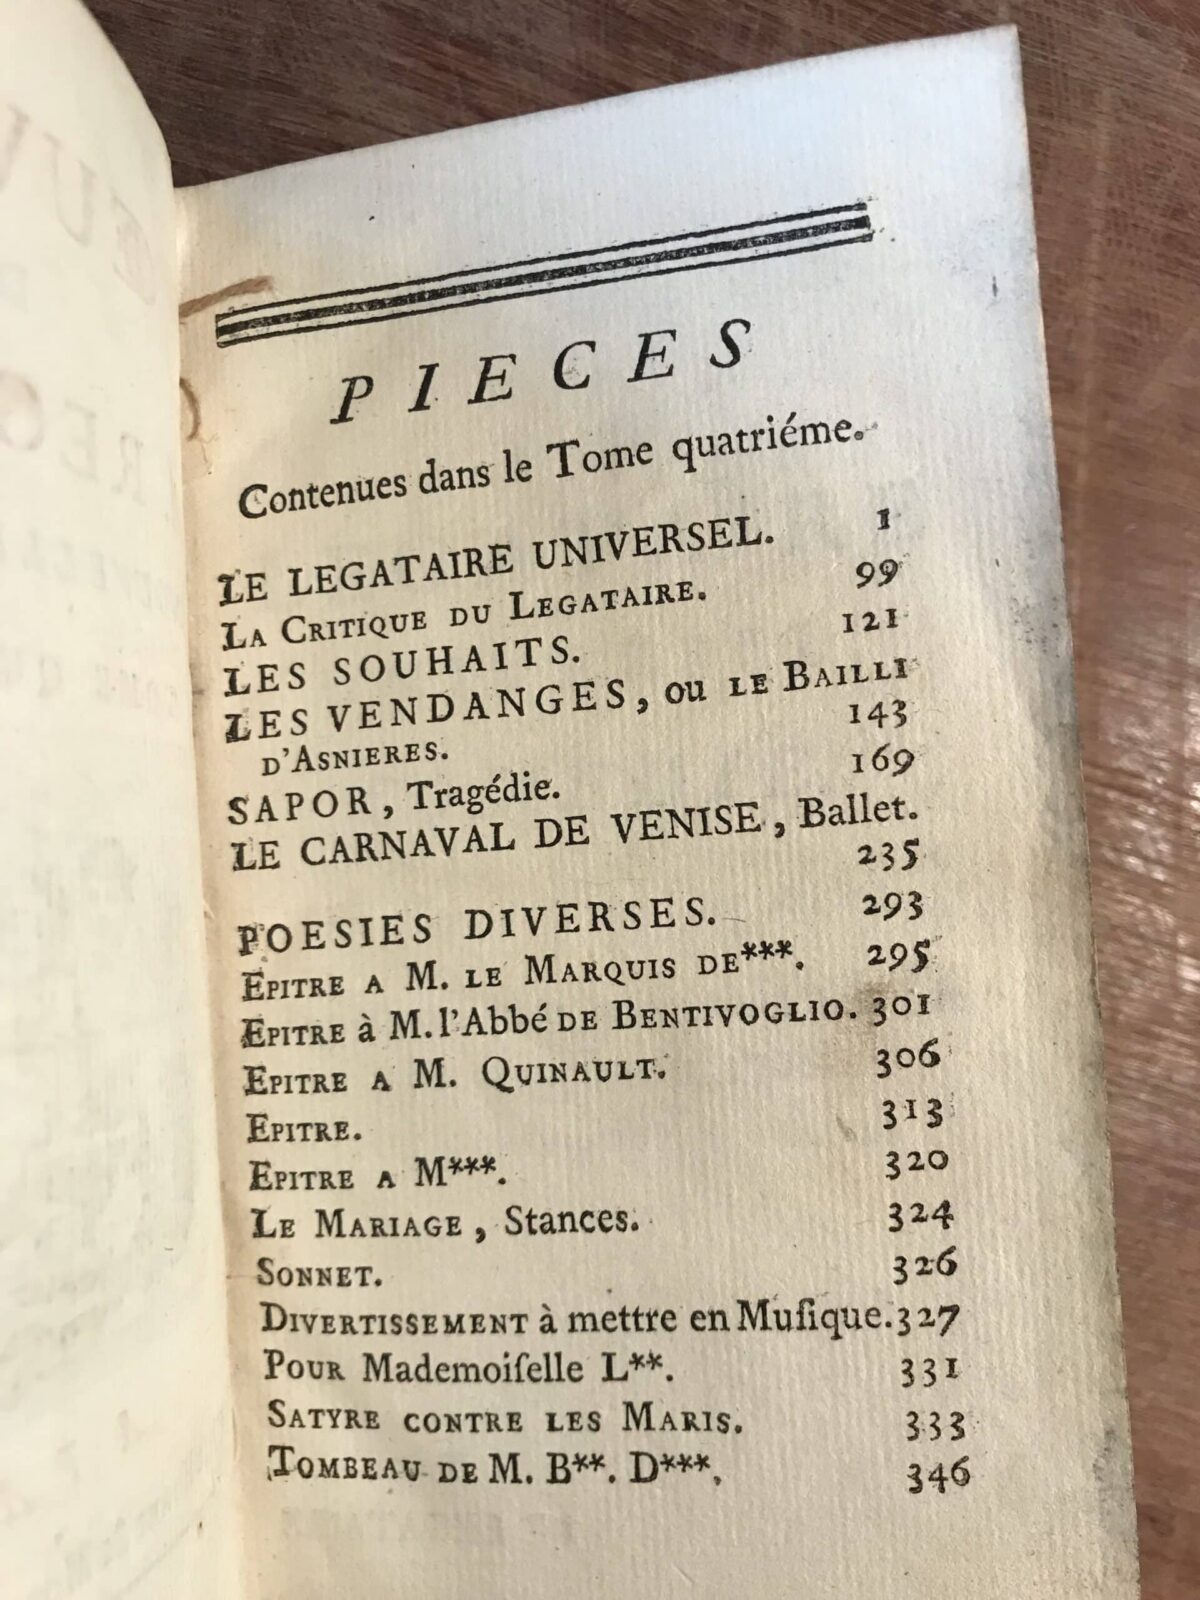 PIECES
Contenues dans le Tome quatriéme.
LE LEGATAIRE UNIVERSEL. 1
LA CRITIQUE DU LEGATAIRE. 99
LES SOUHAITS. 121
LES VENDANGES, ou LE BAILLI
D'ASNIERES. 143
SAPOR, Tragédie. 169
LE CARNAVAL DE VENISE, Ballet.
235
POESIES DIVERSES. 293
EPITRE A M. LE MARQUIS DE***. 295
EPITRE à M. l'Abbé DE BENTIVOGLIO. 301
EPITRE A M. QUINAULT. 306
EPITRE. 313
EPITRE A M***. 320
LE MARIAGE, Stances. 324
SONNET. 326
DIVERTISSEMENT à mettre en Muſique. 327
POUR Mademoiſelle L**. 331
SATYRE CONTRE LES MARIS. 333
TOMBEAU DE M. B**. D***. 346